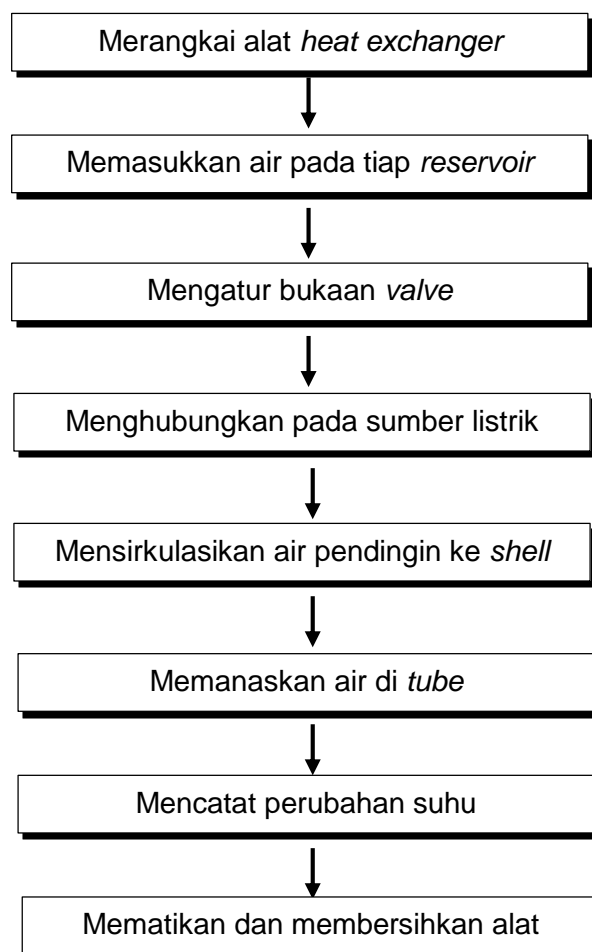 Merangkai alat heat exchanger
Memasukkan air pada tiap reservoir
Mengatur bukaan valve
Menghubungkan pada sumber listrik
Mensirkulasikan air pendingin ke shell
Memanaskan air di tube
Mencatat perubahan suhu
Mematikan dan membersihkan alat